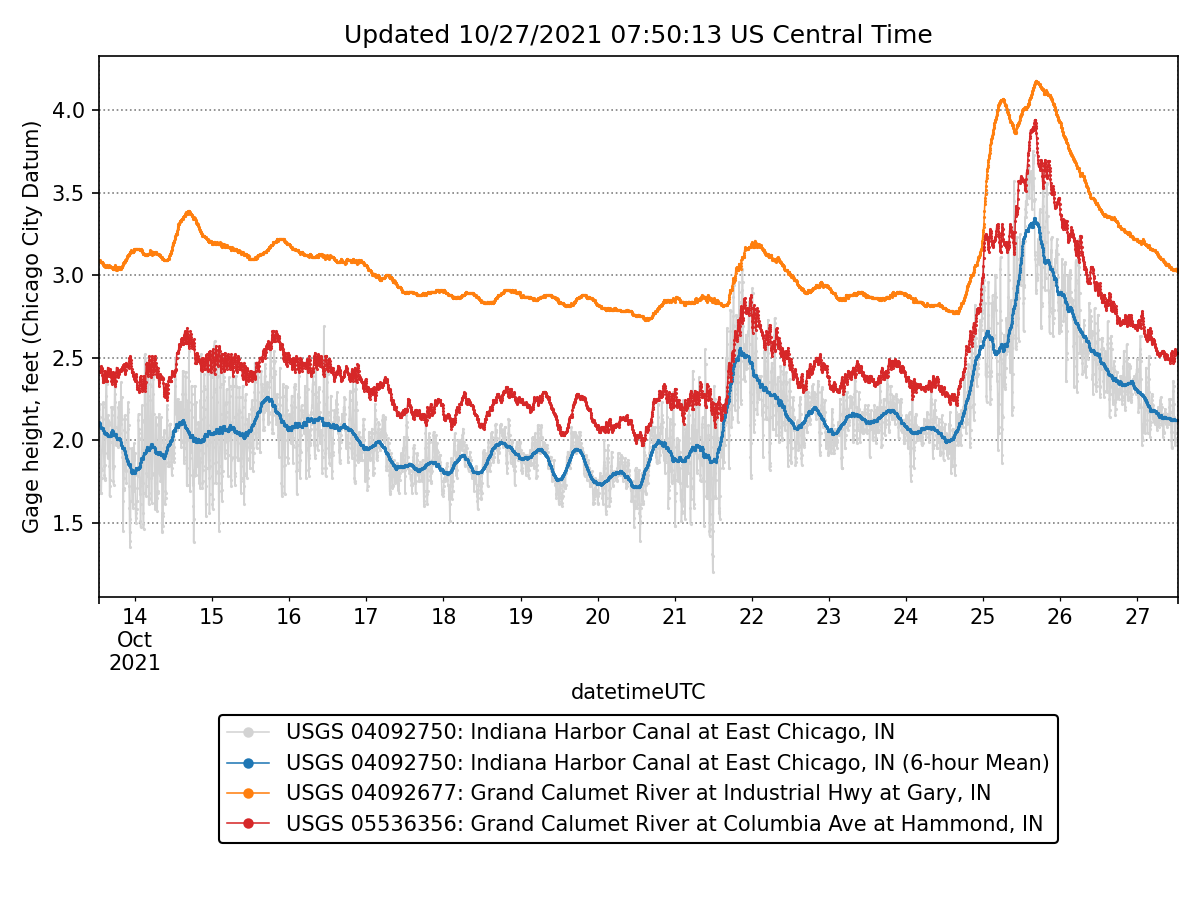 Updated 10/27/2021 07:50:13 US Central Time
Gage height, feet (Chicago City Datum)
4.0
3.5
3.0
2.5
2.0
1.5
14 15 16 17 18 19 20 21 22 23 24 25 26 27
Oct
2021
datetimeUTC
USGS 04092750: Indiana Harbor Canal at East Chicago, IN
USGS 04092750: Indiana Harbor Canal at East Chicago, IN (6-hour Mean)
USGS 04092677: Grand Calumet River at Industrial Hwy at Gary, IN
USGS 05536356: Grand Calumet River at Columbia Ave at Hammond, IN